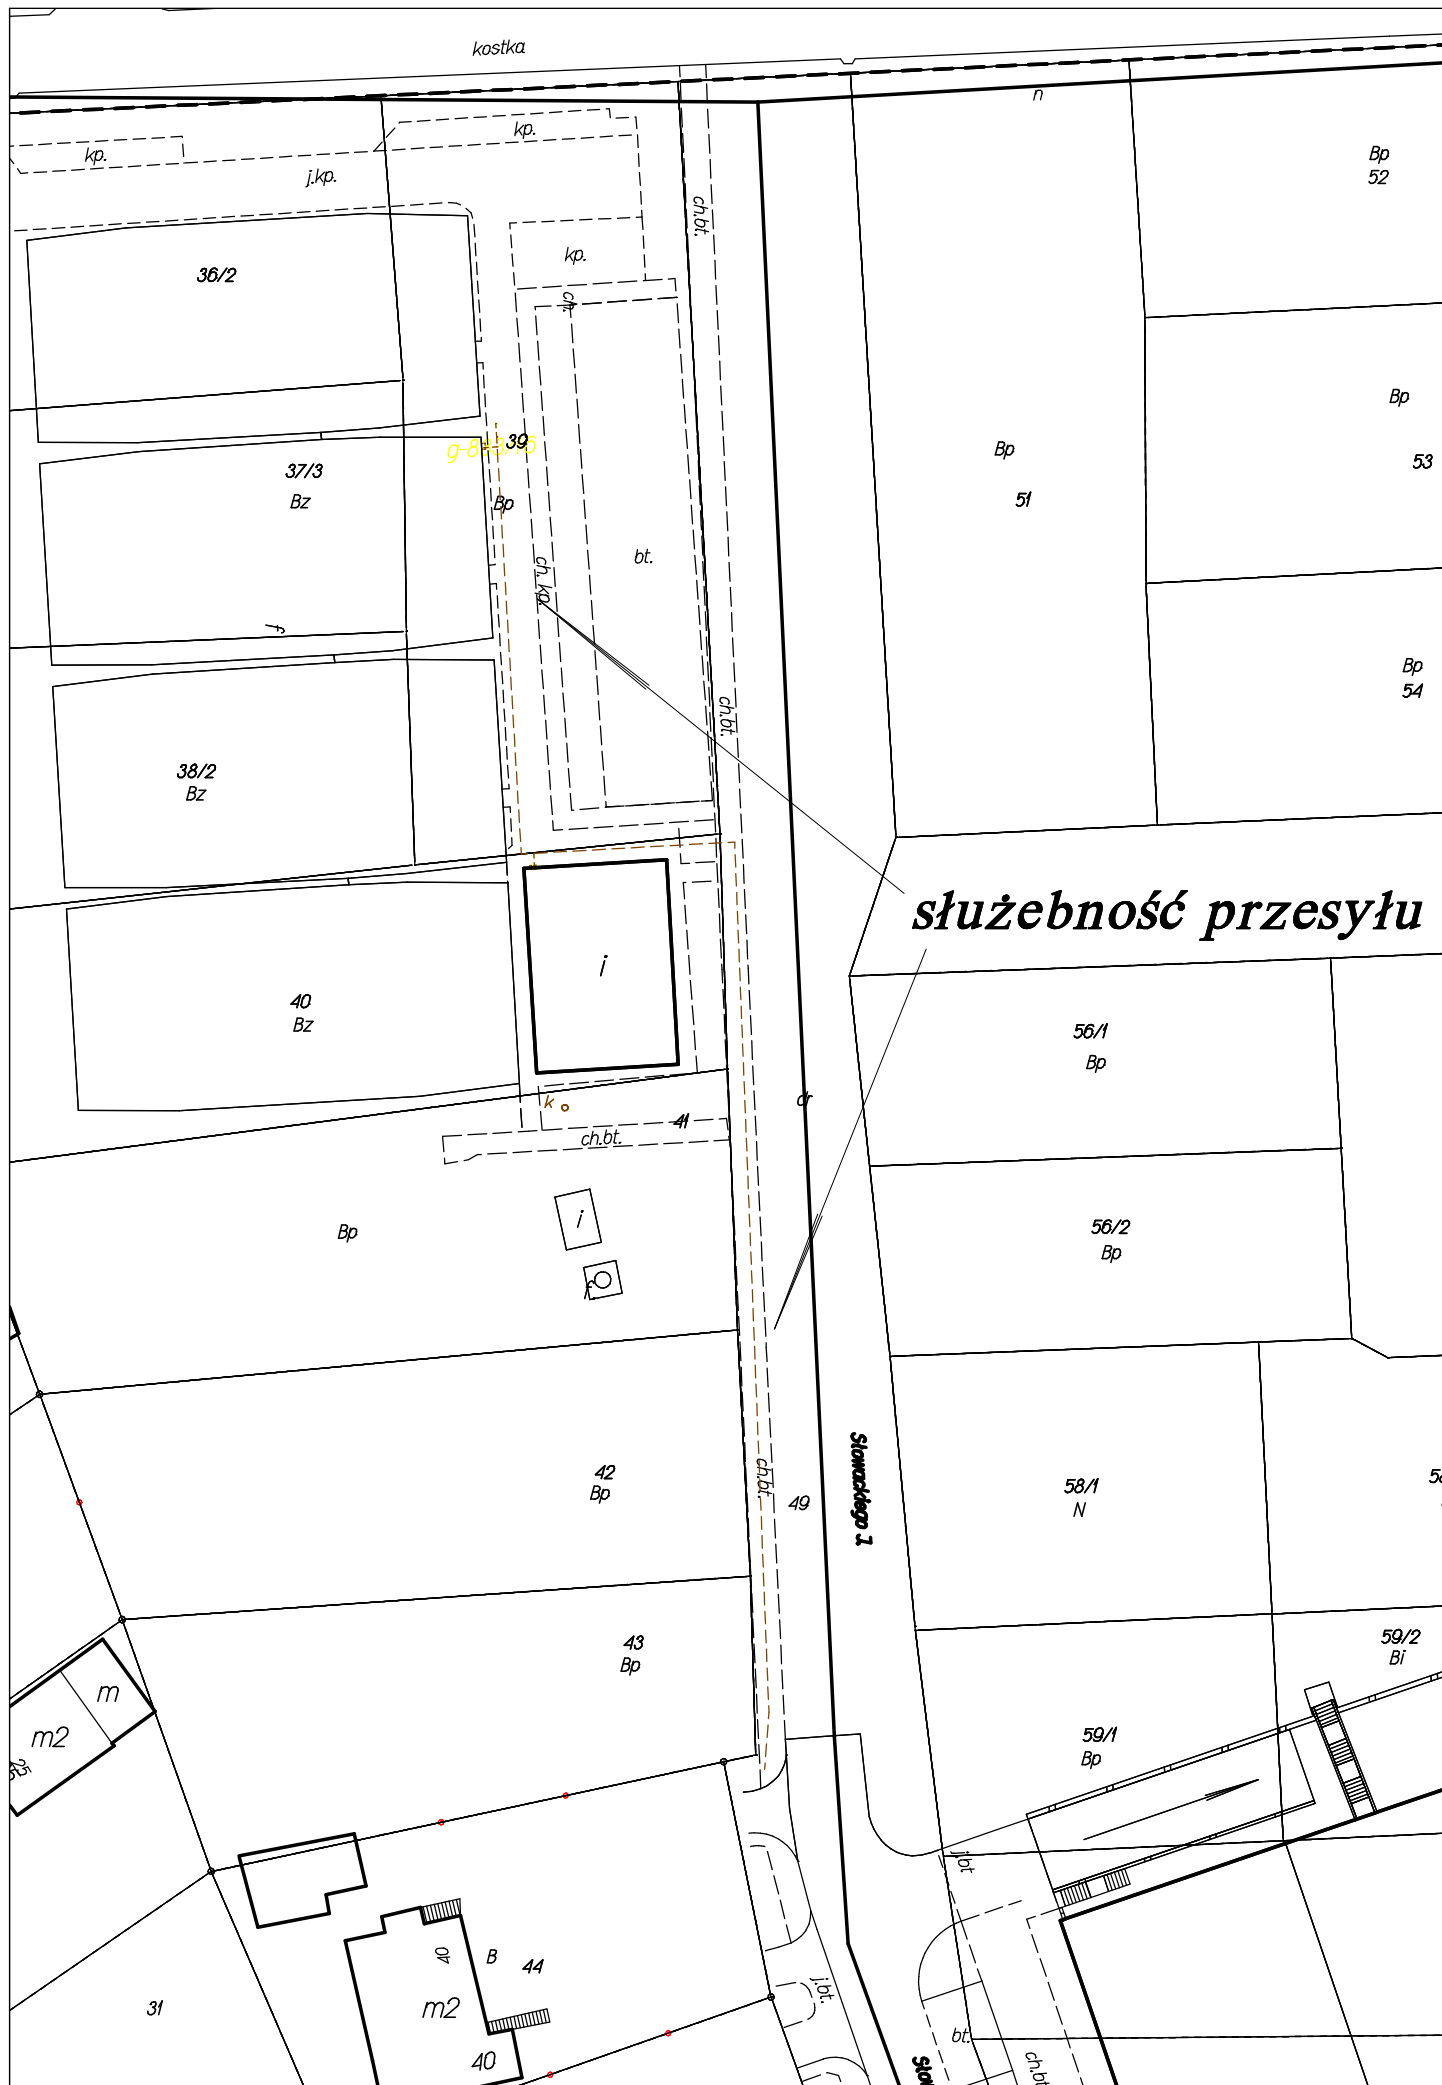 kostka
n
kp.
kp.
j.kp.
Bp
52
ch.bt.
kp.
36/2
ch.
Bp
53
39
37/3
Bz
Bp
Bp
51
bt.
ch. kp.
f
Bp
54
ch.bt.
38/2
Bz
służebność przesyłu
i
40
Bz
56/1
Bp
dr
k
41
ch.bt.
Bp
i
56/2
Bp
42
Bp
ch.bt.
49
Słowackiego J.
58/1
N
43
Bp
59/2
Bi
m
m2
59/1
Bp
25
j.bt
40
B
44
31
m2
j.bt.
bt.
40
ch.bt